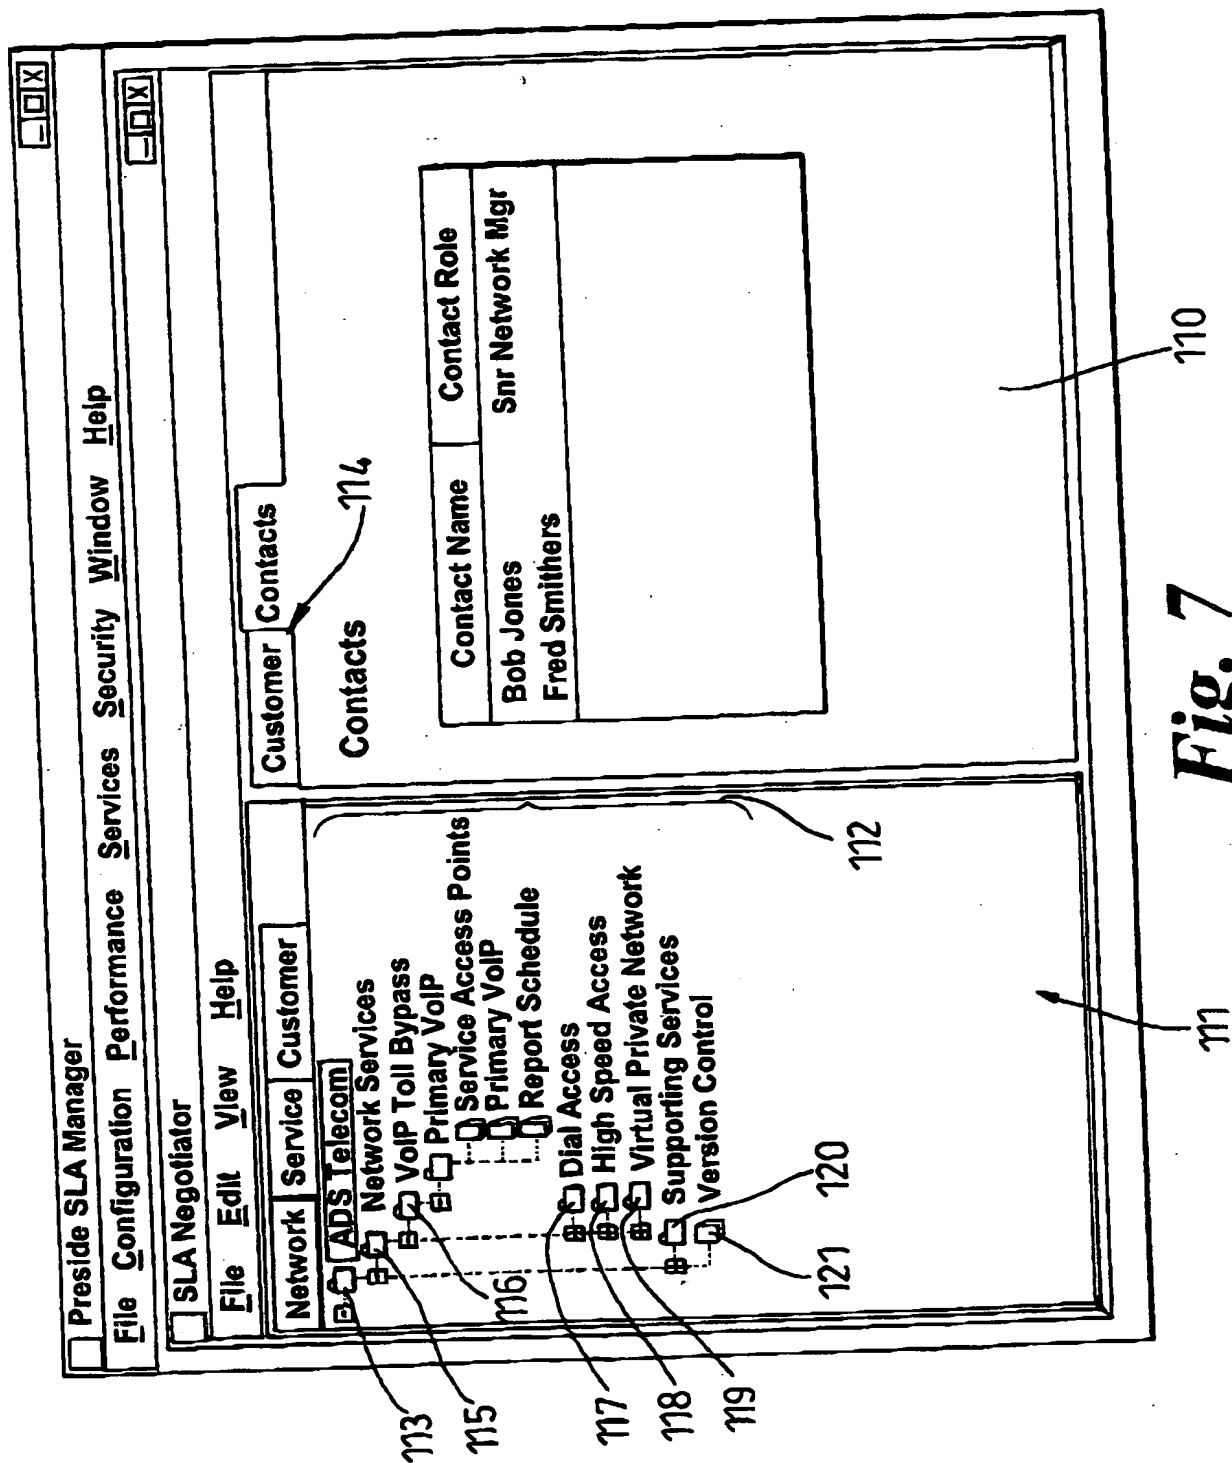 Preside SLA Manager
File Configuration Performance Services Security Window Help
SLA Negotiator
File Edit View Help
Network Service Customer
ADS Telecom
Network Services
VoIP Toll Bypass
Primary VoIP
Service Access Points
Primary VoIP
Report Schedule
Dial Access
High Speed Access
Virtual Private Network
Supporting Services
Version Control
Customer Contacts
Contacts
Contact Name Contact Role
Bob Jones Snr Network Mgr
Fred Smithers
113
115
116
117
118
119
120
121
112
114
111
110
Fig. 7